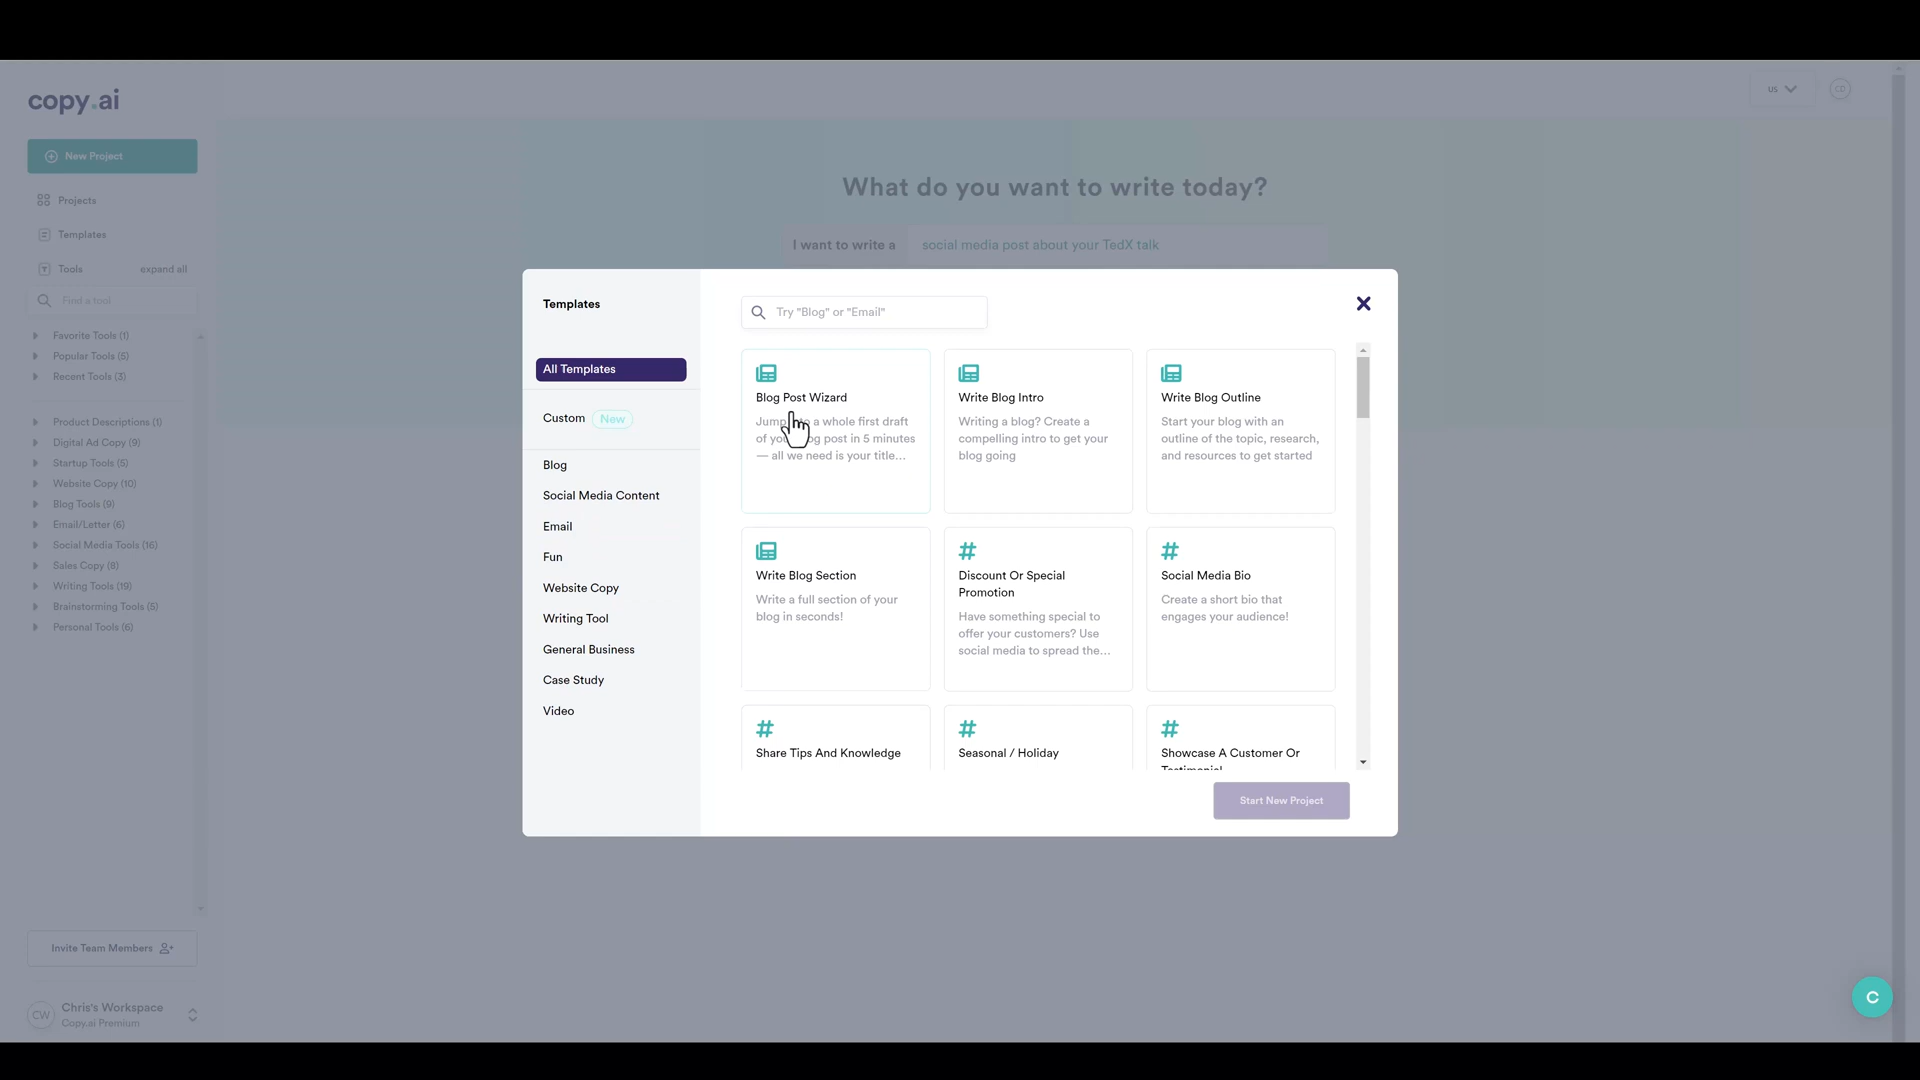 copy.ai
us
CD
New Project
Projects
Templates
Tools expand all
Find a tool
Favorite Tools (1)
Popular Tools (5)
Recent Tools (3)
Product Descriptions (1)
Digital Ad Copy (9)
Startup Tools (5)
Website Copy (10)
Blog Tools (9)
Email/Letter (6)
Social Media Tools (16)
Sales Copy (8)
Writing Tools (19)
Brainstorming Tools (5)
Personal Tools (6)
Invite Team Members
CW
Chris's Workspace
Copy.ai Premium
What do you want to write today?
I want to write a social media post about your TedX talk
Templates
All Templates
Custom New
Blog
Social Media Content
Email
Fun
Website Copy
Writing Tool
General Business
Case Study
Video
Try "Blog" or "Email"
Blog Post Wizard
Jump a whole first draft
of post in 5 minutes
— all we need is your title...
Write Blog Intro
Writing a blog? Create a
compelling intro to get your
blog going
Write Blog Outline
Start your blog with an
outline of the topic, research,
and resources to get started
Write Blog Section
Write a full section of your
blog in seconds!
Discount Or Special
Promotion
Have something special to
offer your customers? Use
social media to spread the...
Social Media Bio
Create a short bio that
engages your audience!
Share Tips And Knowledge
Seasonal / Holiday
Showcase A Customer Or
Testimonial
Start New Project
C